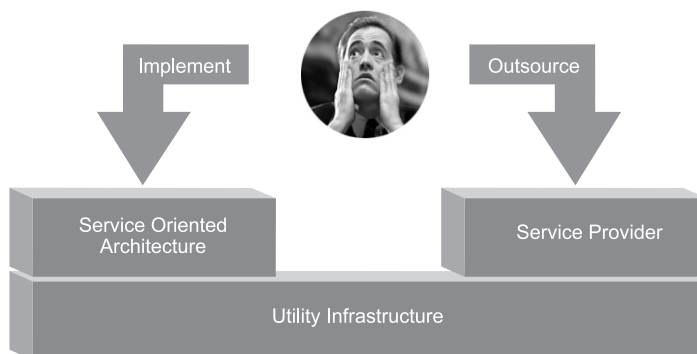 Implement
Outsource
Service Oriented
Architecture
Service Provider
Utility Infrastructure